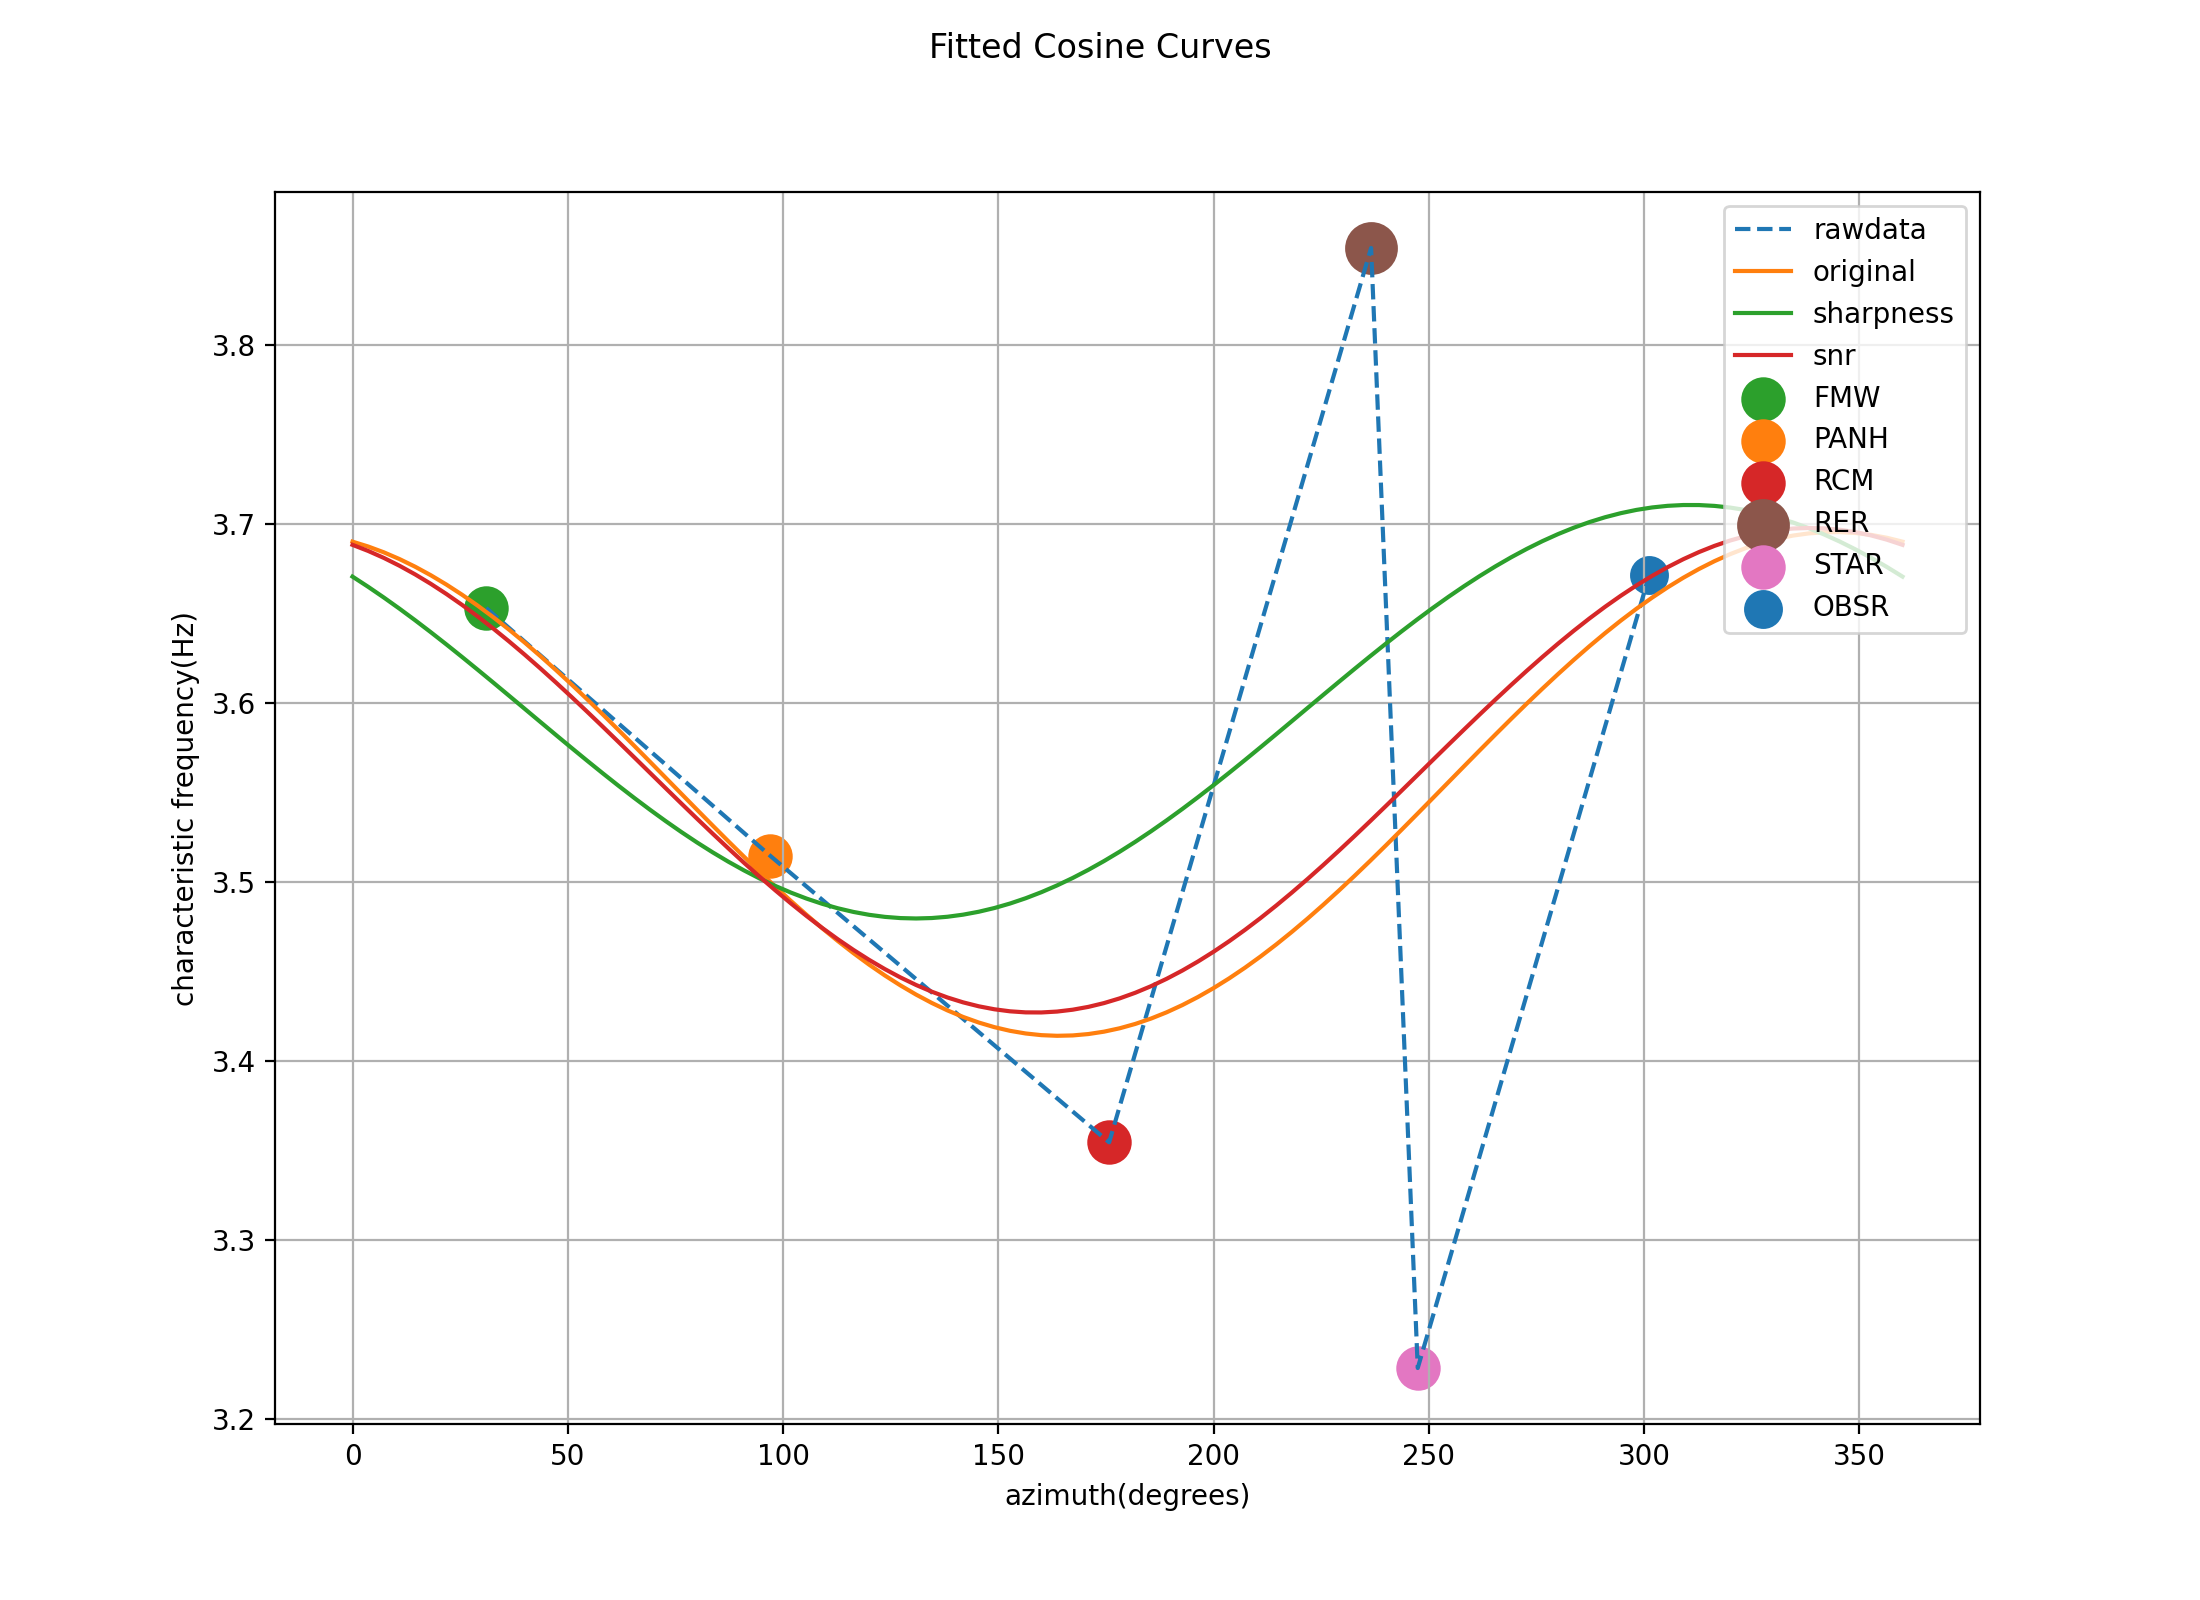 Fitted Cosine Curves
rawdata
original
sharpness
snr
FMW
PANH
RCM
RER
STAR
OBSR
characteristic frequency(Hz)
3.8
3.7
3.6
3.5
3.4
3.3
3.2
0 50 100 150 200 250 300 350
azimuth(degrees)